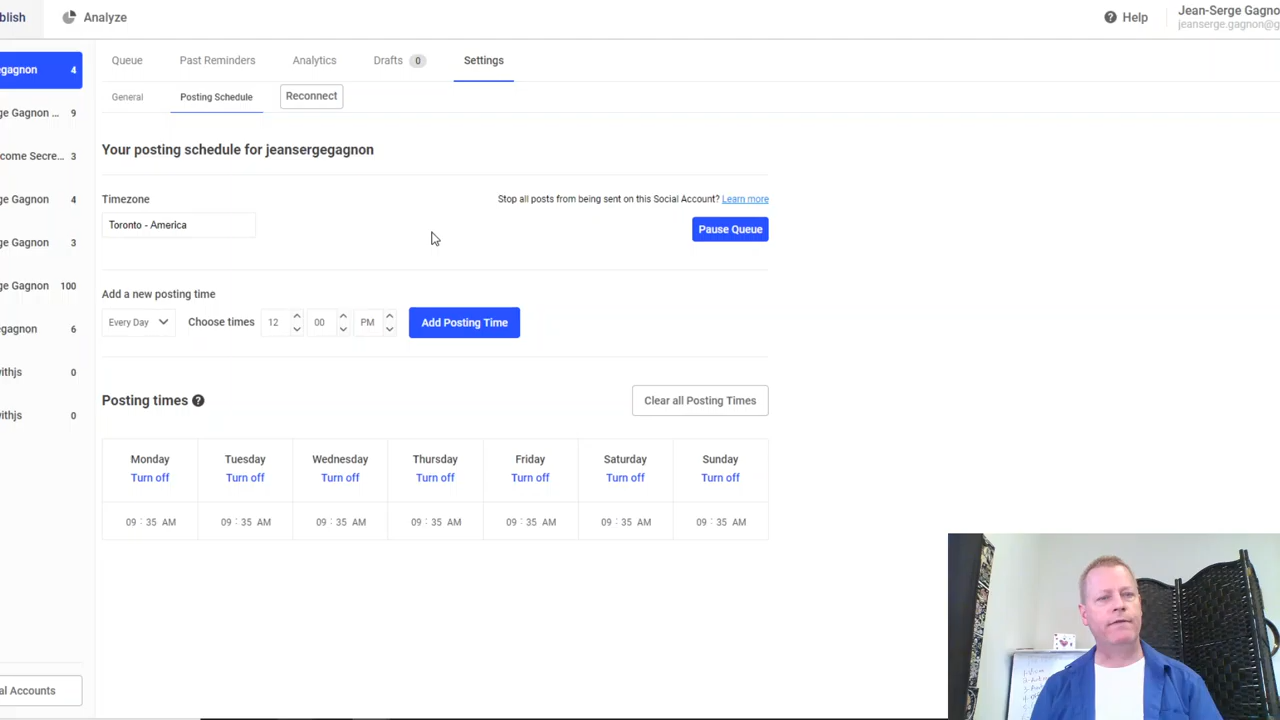 blish
Analyze
Help
Jean-Serge Gagno
jeanserge.gagnon@g
gagnon 4
ge Gagnon ... 9
come Secre... 3
ge Gagnon 4
ge Gagnon 3
ge Gagnon 100
egagnon 6
withjs 0
withjs 0
al Accounts
Queue
Past Reminders
Analytics
Drafts 0
Settings
General
Posting Schedule
Reconnect
Your posting schedule for jeansergegagnon
Timezone
Toronto - America
Stop all posts from being sent on this Social Account? Learn more
Pause Queue
Add a new posting time
Every Day
Choose times
12
00
PM
Add Posting Time
Posting times
Clear all Posting Times
Monday Tuesday Wednesday Thursday Friday Saturday Sunday
Turn off Turn off Turn off Turn off Turn off Turn off Turn off
09 : 35 AM 09 : 35 AM 09 : 35 AM 09 : 35 AM 09 : 35 AM 09 : 35 AM 09 : 35 AM